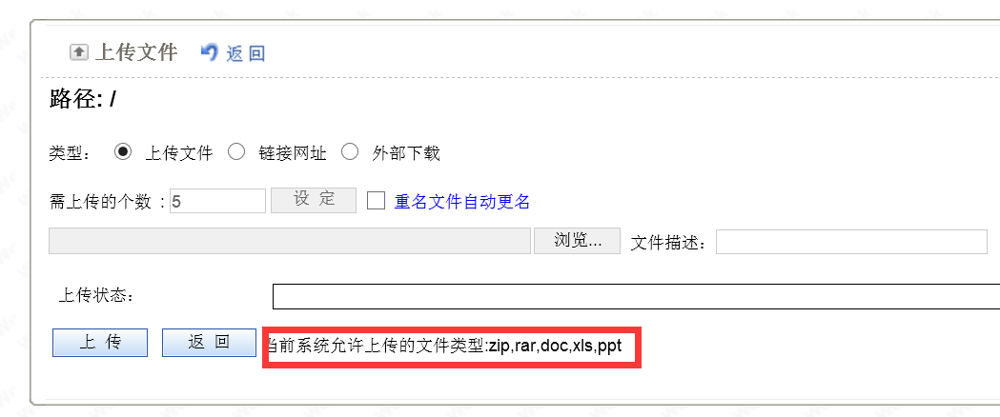 上传文件 返回
路径: /
类型： 上传文件 链接网址 外部下载
需上传的个数 : 5 设 定 重名文件自动更名
浏览... 文件描述：
上传状态：
上 传 返 回 当前系统允许上传的文件类型:zip,rar,doc,xls,ppt